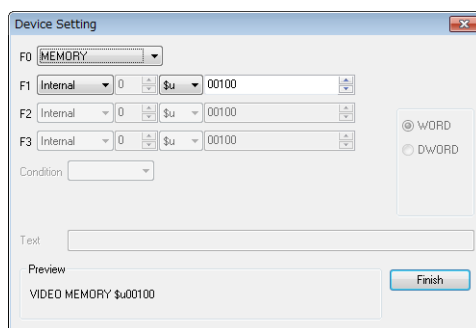 Device Setting
F0 MEMORY
F1 Internal 0 $u 00100
F2 Internal 0 $u 00100
F3 Internal 0 $u 00100
WORD
DWORD
Condition
Text
Preview
VIDEO MEMORY $u00100
Finish